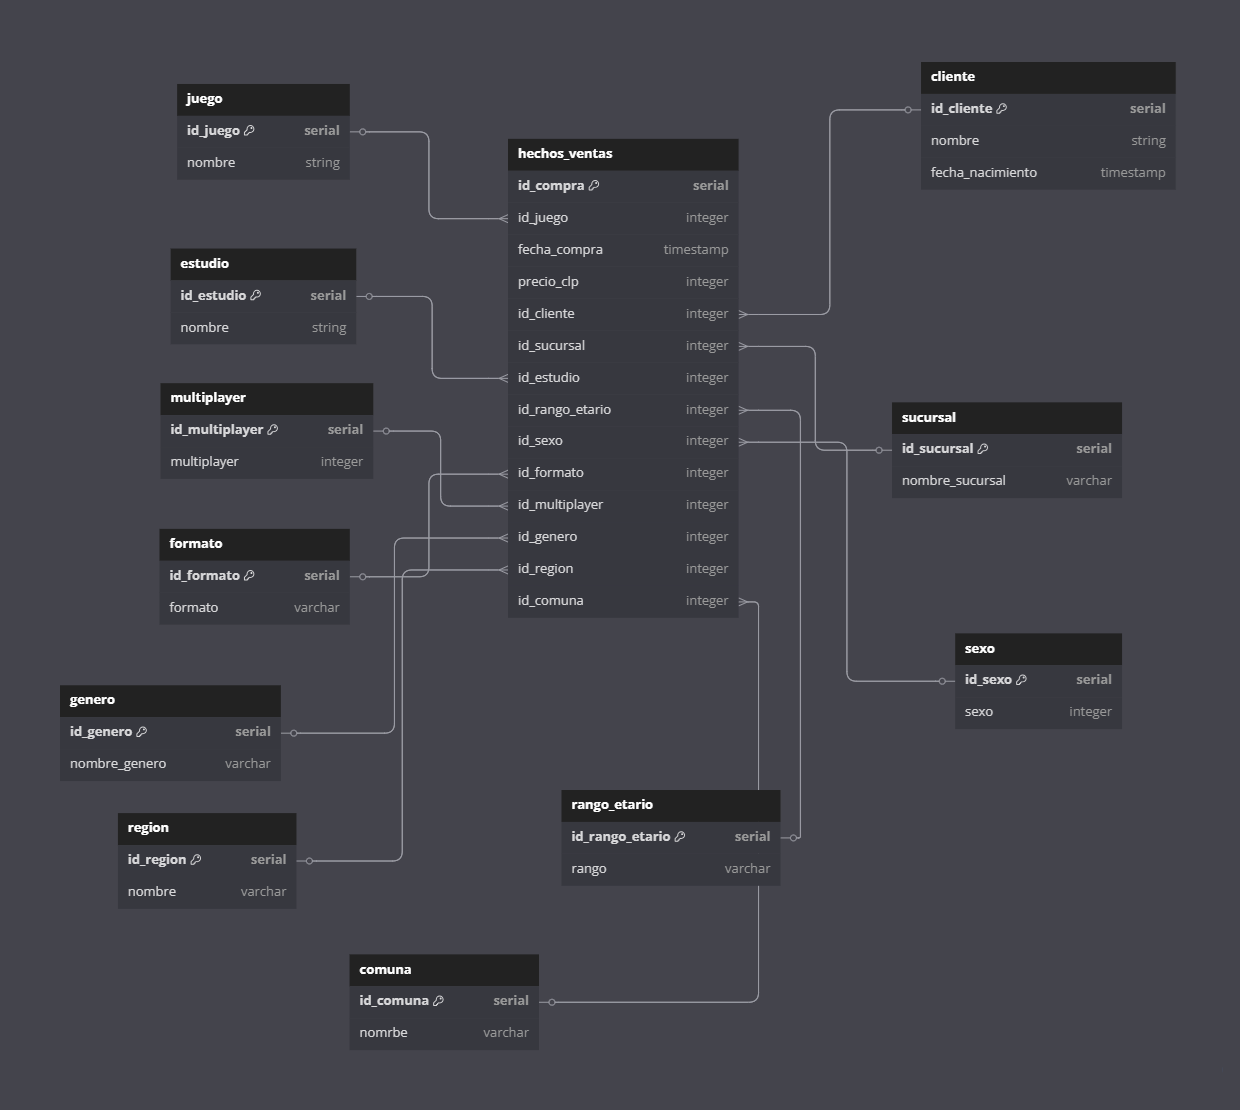 juego
id_juego serial
nombre string
estudio
id_estudio serial
nombre string
multiplayer
id_multiplayer serial
multiplayer integer
formato
id_formato serial
formato varchar
genero
id_genero serial
nombre_genero varchar
region
id_region serial
nombre varchar
comuna
id_comuna serial
nomrbe varchar
hechos_ventas
id_compra serial
id_juego integer
fecha_compra timestamp
precio_clp integer
id_cliente integer
id_sucursal integer
id_estudio integer
id_rango_etario integer
id_sexo integer
id_formato integer
id_multiplayer integer
id_genero integer
id_region integer
id_comuna integer
rango_etario
id_rango_etario serial
rango varchar
cliente
id_cliente serial
nombre string
fecha_nacimiento timestamp
sucursal
id_sucursal serial
nombre_sucursal varchar
sexo
id_sexo serial
sexo integer